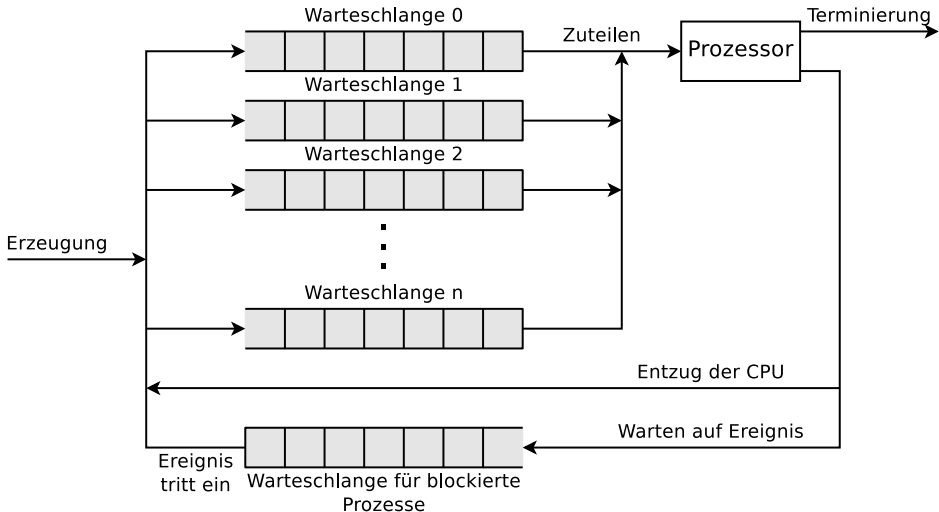 Warteschlange 0
Terminierung
Zuteilen
Prozessor
Warteschlange 1
Warteschlange 2
Erzeugung
Warteschlange n
Entzug der CPU
Warten auf Ereignis
Ereignis
tritt ein
Warteschlange für blockierte
Prozesse